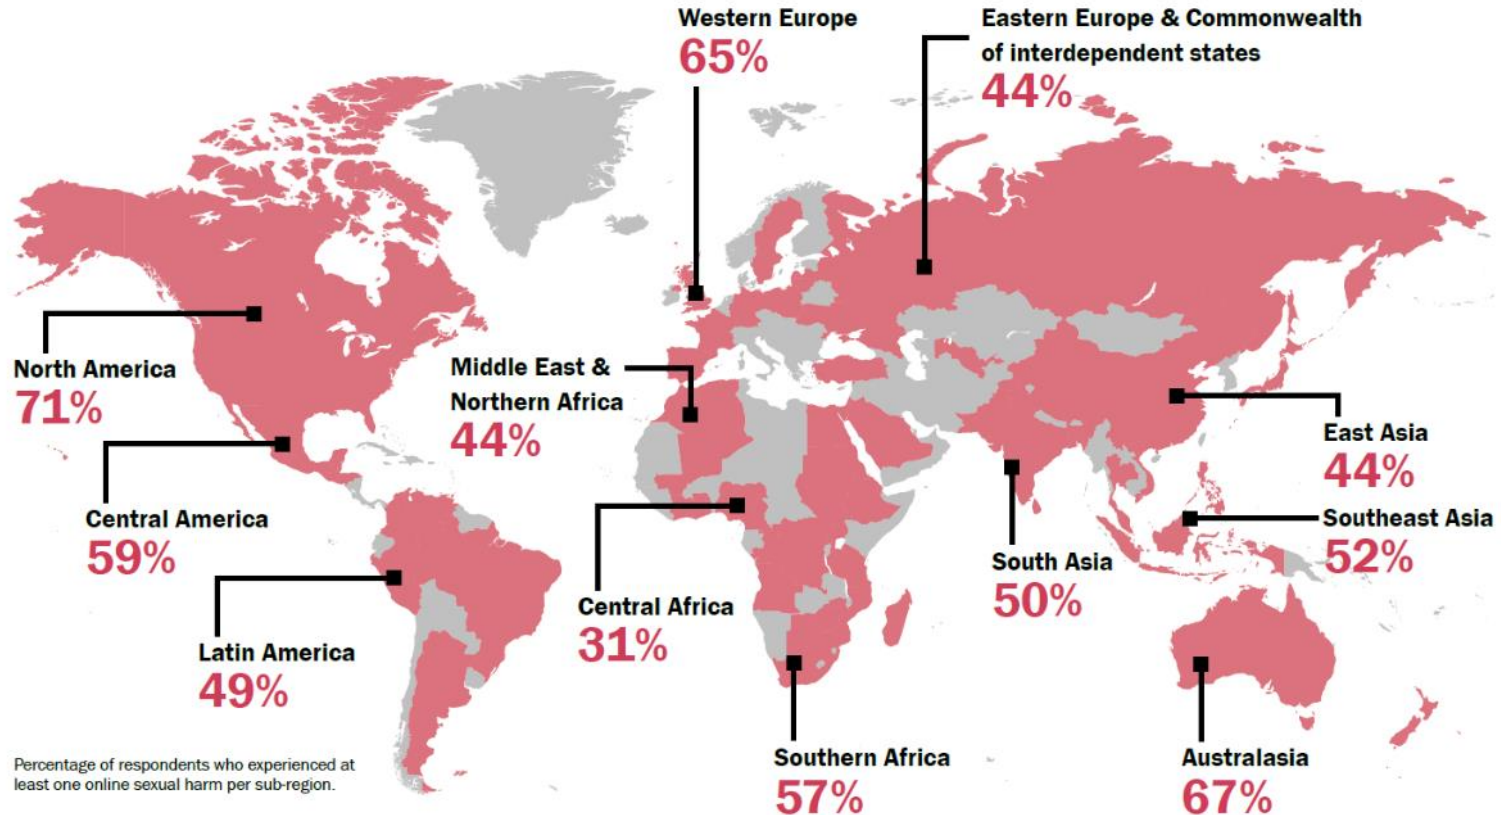 Western Europe
65%
Eastern Europe & Commonwealth
of interdependent states
44%
North America
71%
Middle East &
Northern Africa
44%
East Asia
44%
Central America
59%
Southeast Asia
52%
South Asia
50%
Central Africa
31%
Latin America
49%
Southern Africa
57%
Australasia
67%
Percentage of respondents who experienced at
least one online sexual harm per sub-region.